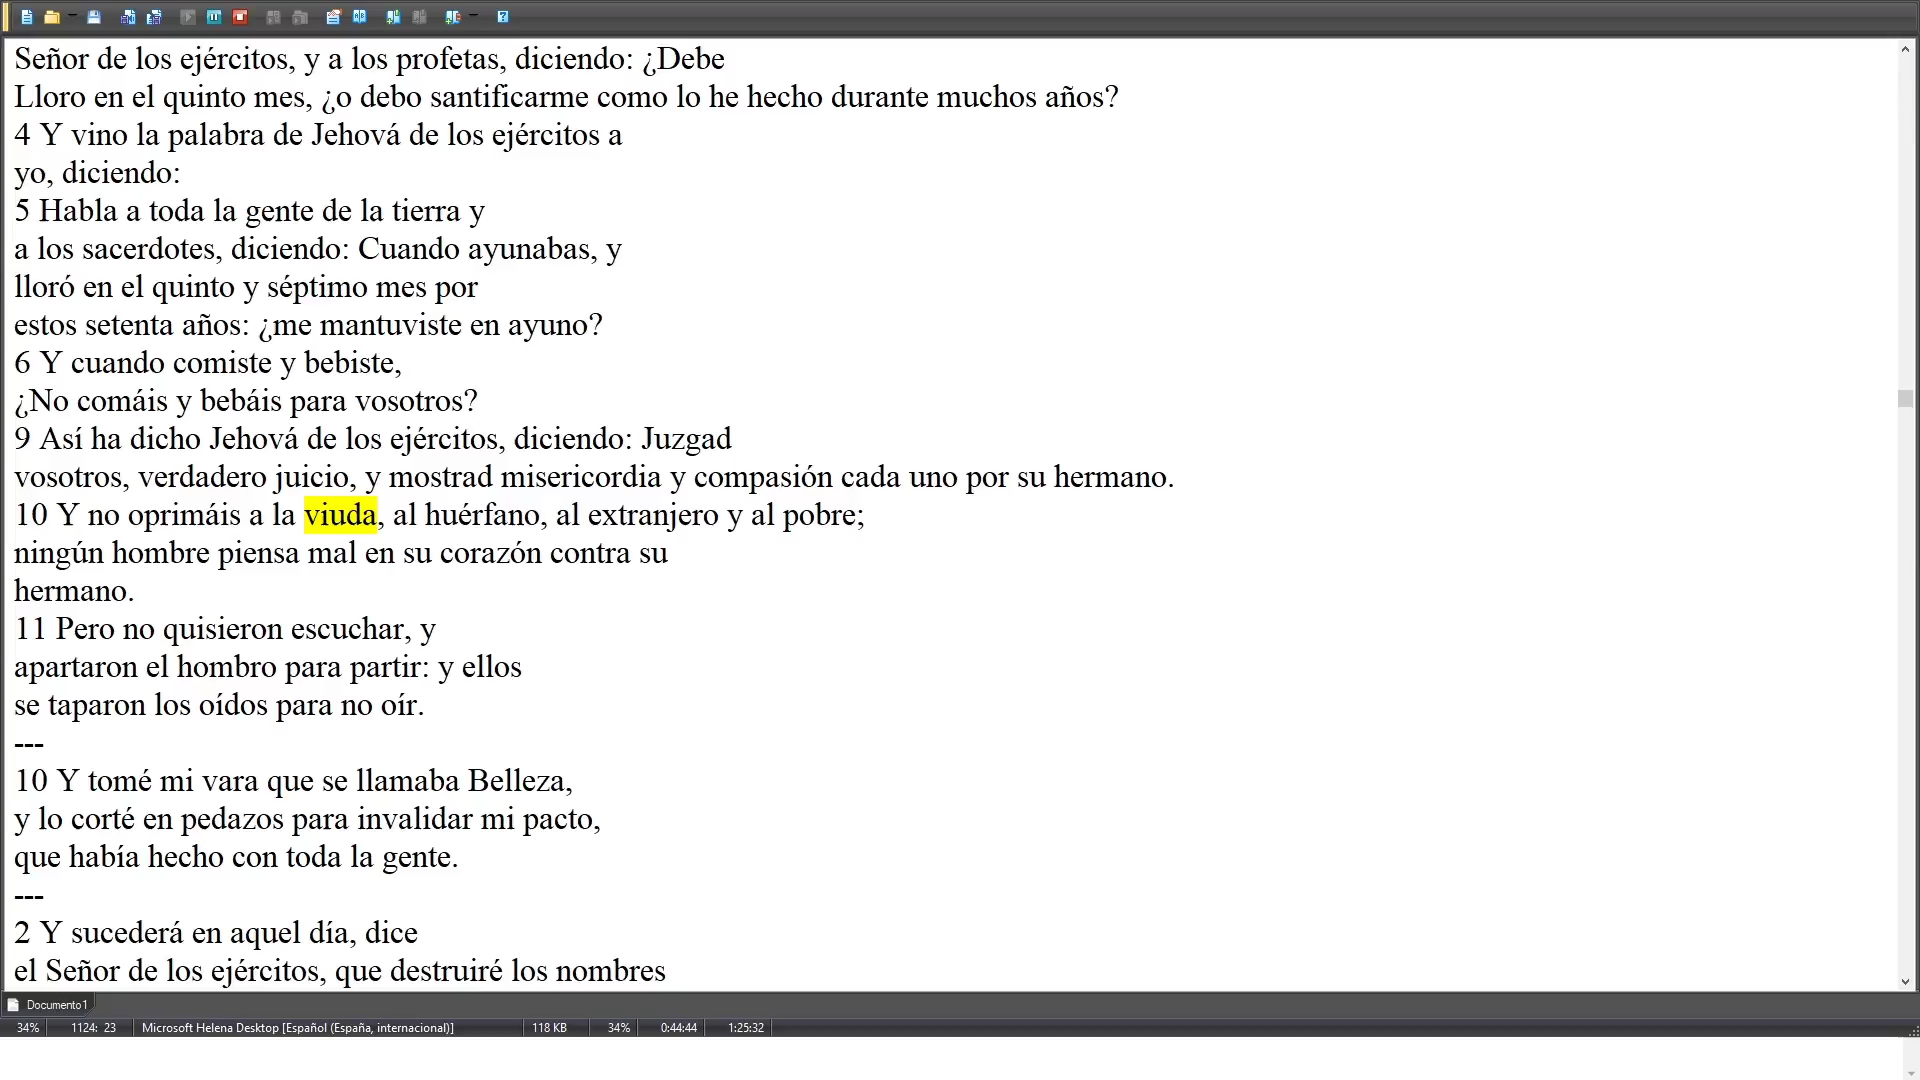 Señor de los ejércitos, y a los profetas, diciendo: ¿Debe
Lloro en el quinto mes, ¿o debo santificarme como lo he hecho durante muchos años?
4 Y vino la palabra de Jehová de los ejércitos a
yo, diciendo:
5 Habla a toda la gente de la tierra y
a los sacerdotes, diciendo: Cuando ayunabas, y
lloró en el quinto y séptimo mes por
estos setenta años: ¿me mantuviste en ayuno?
6 Y cuando comiste y bebiste,
¿No comáis y bebáis para vosotros?
9 Así ha dicho Jehová de los ejércitos, diciendo: Juzgad
vosotros, verdadero juicio, y mostrad misericordia y compasión cada uno por su hermano.
10 Y no oprimáis a la viuda, al huérfano, al extranjero y al pobre;
ningún hombre piensa mal en su corazón contra su
hermano.
11 Pero no quisieron escuchar, y
apartaron el hombro para partir: y ellos
se taparon los oídos para no oír.
---
10 Y tomé mi vara que se llamaba Belleza,
y lo corté en pedazos para invalidar mi pacto,
que había hecho con toda la gente.
---
2 Y sucederá en aquel día, dice
el Señor de los ejércitos, que destruiré los nombres
Documento1
34% 1124: 23 Microsoft Helena Desktop [Español (España, internacional)] 118 KB 34% 0:44:44 1:25:32